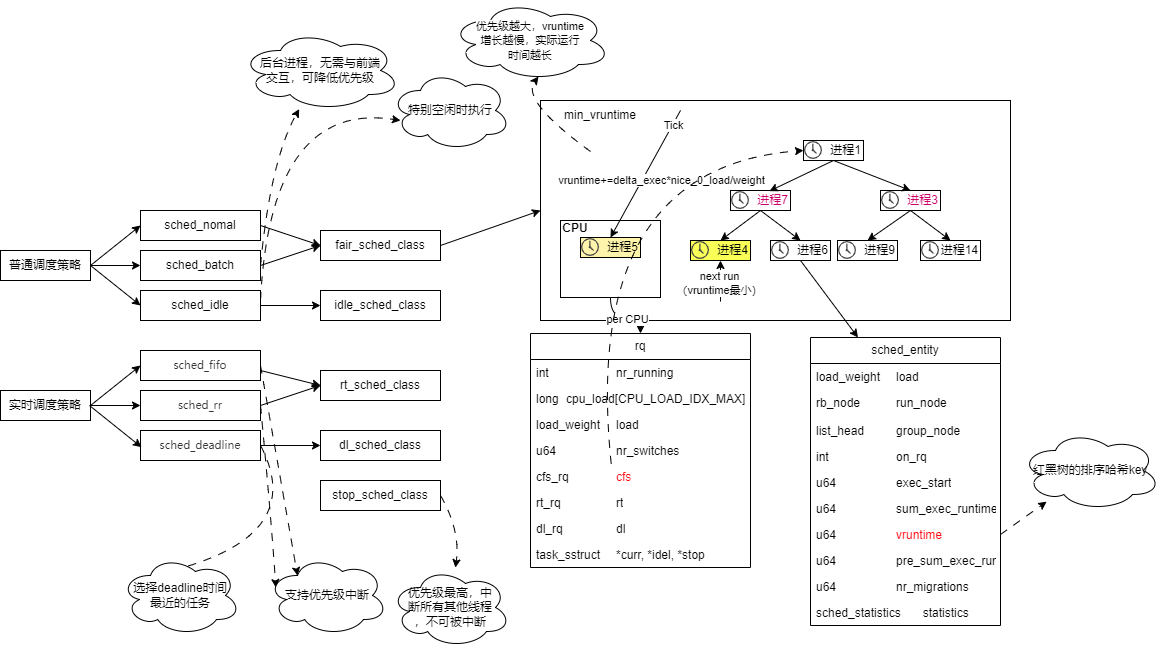 优先级越大，vruntime
增长越慢，实际运行
时间越长
后台进程，无需与前端
交互，可降低优先级
特别空闲时执行
普通调度策略
sched_nomal
sched_batch
sched_idle
fair_sched_class
idle_sched_class
实时调度策略
sched_fifo
sched_rr
sched_deadline
rt_sched_class
dl_sched_class
stop_sched_class
选择deadline时间
最近的任务
支持优先级中断
优先级最高，中
断所有其他线程
，不可被中断
min_vruntime
Tick
vruntime+=delta_exec*nice_0_load/weight
CPU
进程5
进程1
进程7
进程3
进程4
进程6
进程9
进程14
next run
（vruntime最小）
per CPU
rq
int nr_running
long cpu_load[CPU_LOAD_IDX_MAX]
load_weight load
u64 nr_switches
cfs_rq cfs
rt_rq rt
dl_rq dl
task_sstruct *curr, *idel, *stop
sched_entity
load_weight load
rb_node run_node
list_head group_node
int on_rq
u64 exec_start
u64 sum_exec_runtime
u64 vruntime
u64 pre_sum_exec_rur
u64 nr_migrations
sched_statistics statistics
红黑树的排序哈希key